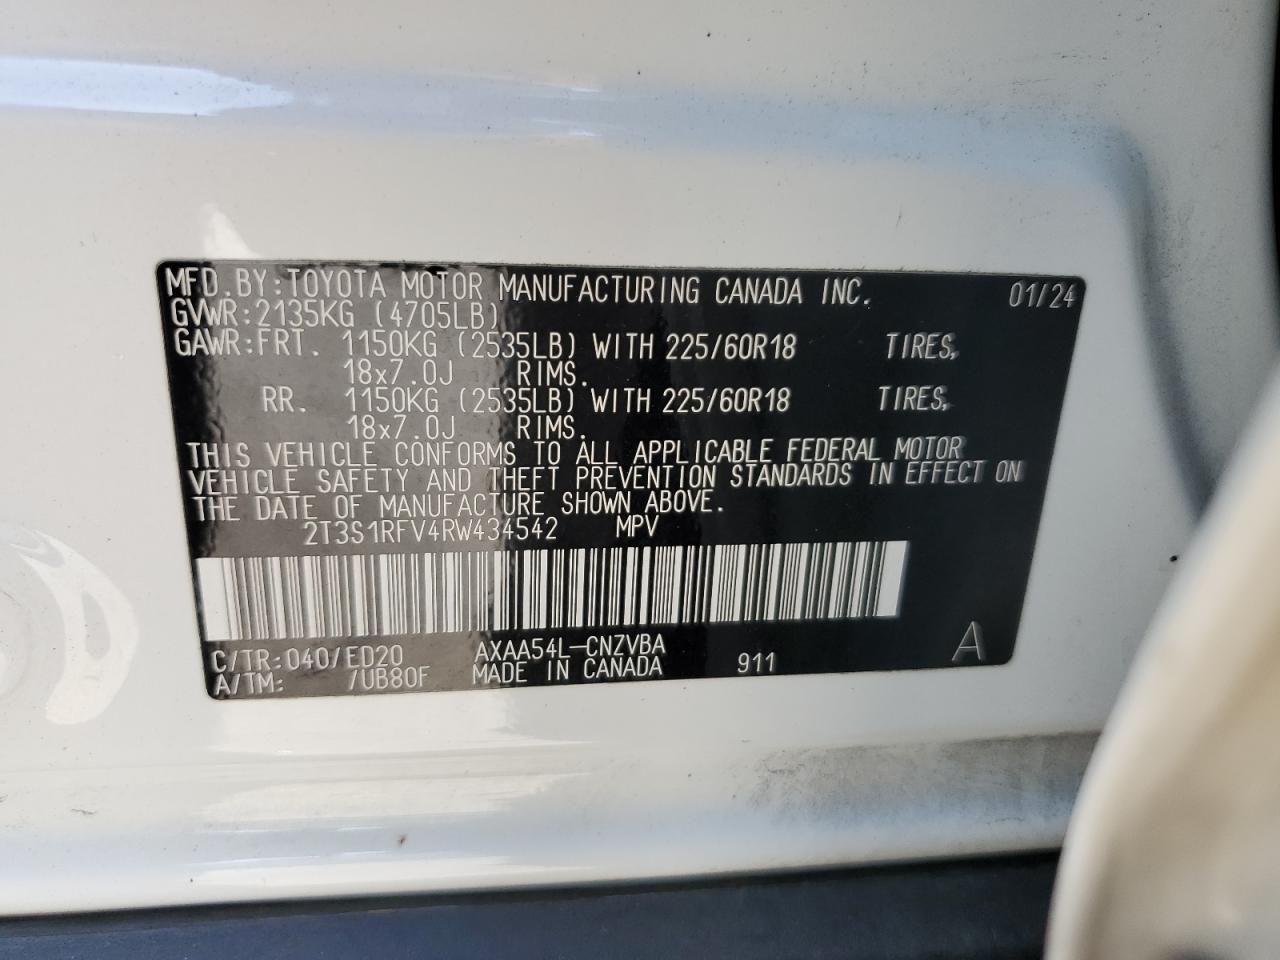 MFD.BY:TOYOTA MOTOR MANUFACTURING CANADA INC. 01/24
GVWR:2135KG (4705LB)
GAWR:FRT. 1150KG (2535LB) WITH 225/60R18 TIRES,
18x7.0J RIMS.
RR. 1150KG (2535LB) WITH 225/60R18 TIRES,
18x7.0J RIMS.
THIS VEHICLE CONFORMS TO ALL APPLICABLE FEDERAL MOTOR
VEHICLE SAFETY AND THEFT PREVENTION STANDARDS IN EFFECT ON
THE DATE OF MANUFACTURE SHOWN ABOVE.
2T3S1RFV4RW434542 MPV
C/TR:040/ED20 AXAA54L-CNZVBA
A/TM: /UB80F MADE IN CANADA 911 A